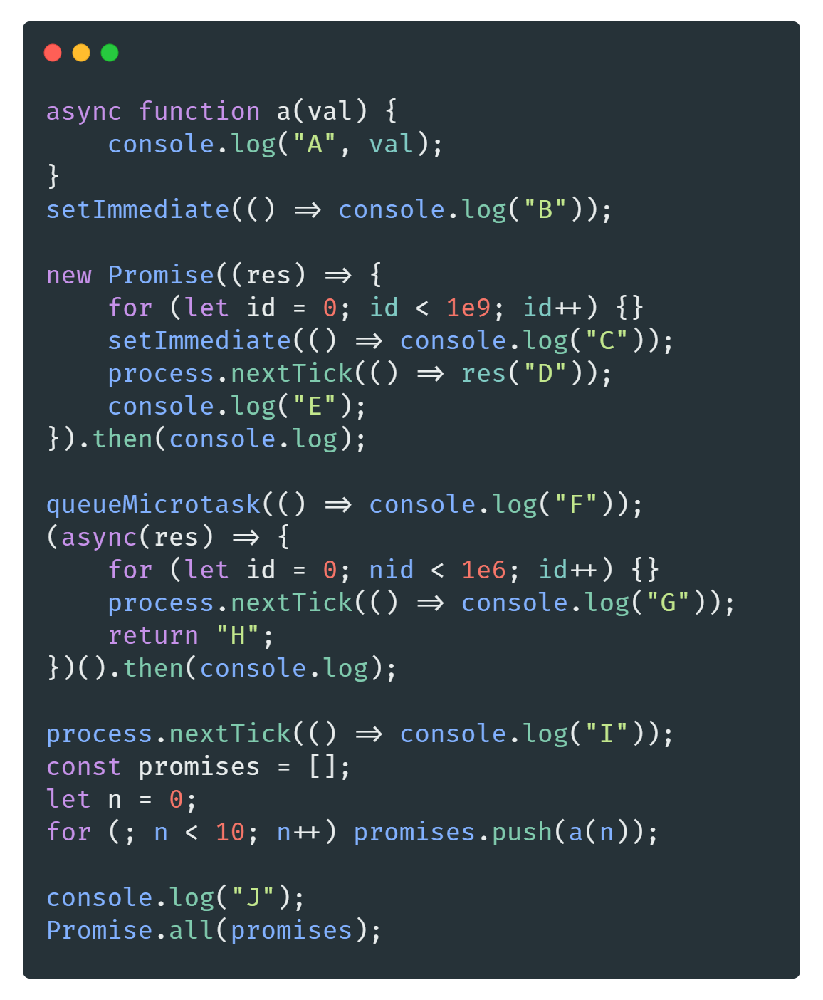 async function a(val) {
    console.log("A", val);
}
setImmediate(() => console.log("B"));

new Promise((res) => {
    for (let id = 0; id < 1e9; id++) {}
    setImmediate(() => console.log("C"));
    process.nextTick(() => res("D"));
    console.log("E");
}).then(console.log);

queueMicrotask(() => console.log("F"));
(async(res) => {
    for (let id = 0; nid < 1e6; id++) {}
    process.nextTick(() => console.log("G"));
    return "H";
})().then(console.log);

process.nextTick(() => console.log("I"));
const promises = [];
let n = 0;
for (; n < 10; n++) promises.push(a(n));

console.log("J");
Promise.all(promises);